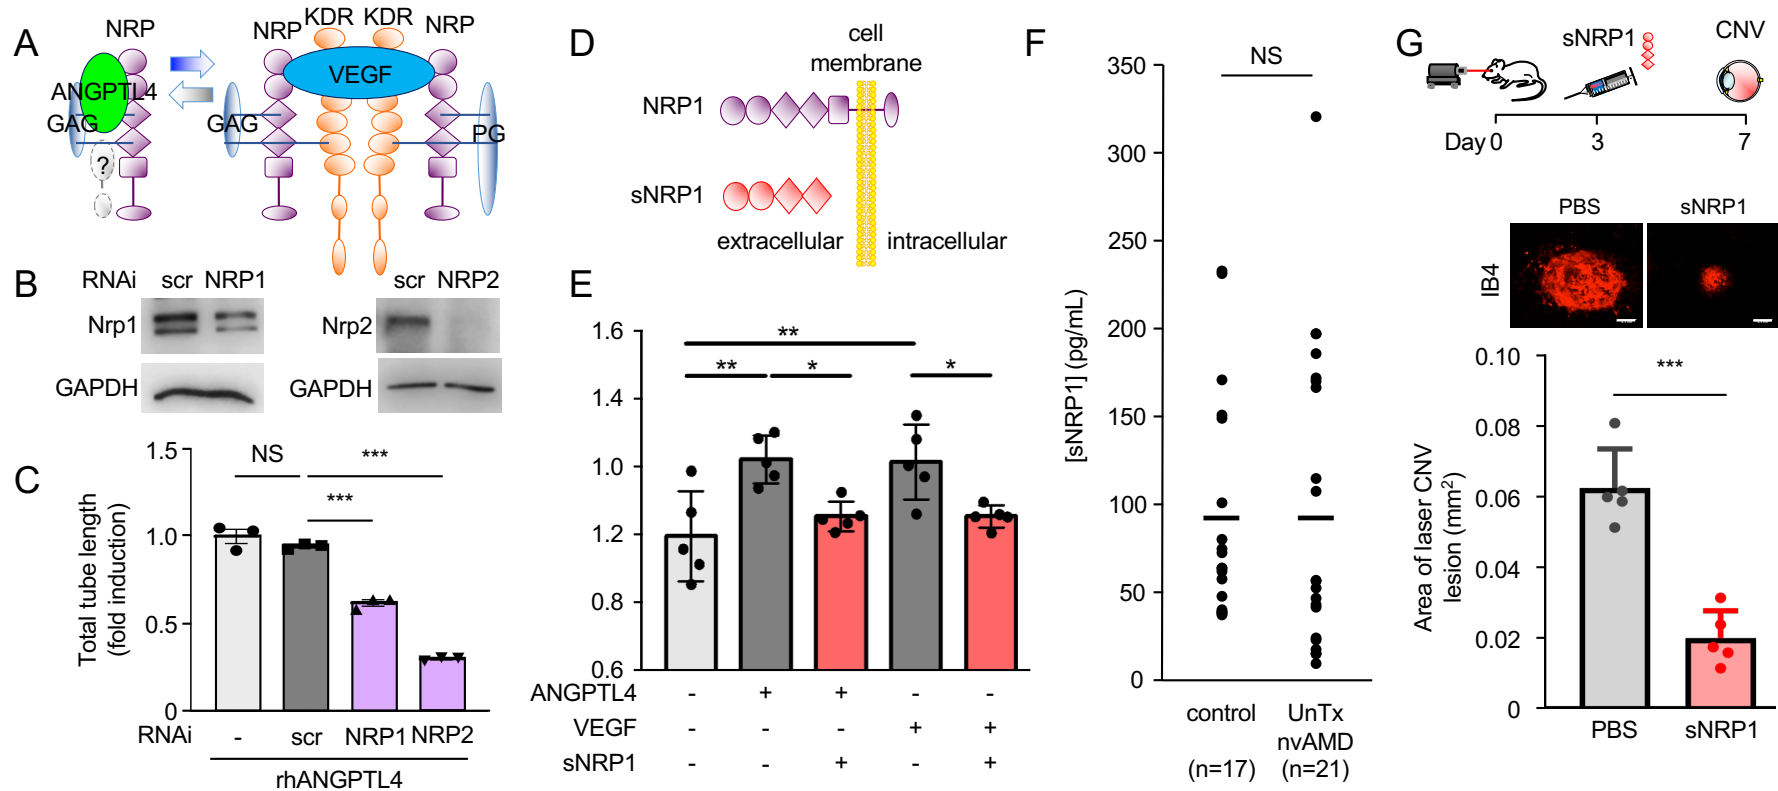 A
NRP
ANGPTL4
GAG
?
NRP
KDR
KDR
NRP
VEGF
GAG
PG
B
RNAi
scr
NRP1
Nrp1
GAPDH
scr
NRP2
Nrp2
GAPDH
C
Total tube length
(fold induction)
1.5
1.0
0.5
0
NS
***
***
RNAi
-
scr
NRP1
NRP2
rhANGPTL4
D
cell
membrane
NRP1
sNRP1
extracellular
intracellular
E
1.6
1.4
1.0
1.2
0.8
0.6
**
**
*
*
ANGPTL4
- + + - -
VEGF
- - - + +
sNRP1
- - + - +
F
[sNRP1] (pg/mL)
350
300
250
200
150
100
50
0
NS
control
(n=17)
UnTx
nvAMD
(n=21)
G
sNRP1
CNV
Day 0
3
7
PBS
sNRP1
IB4
Area of laser CNV
lesion (mm²)
0.10
0.08
0.06
0.04
0.02
0
***
PBS
sNRP1